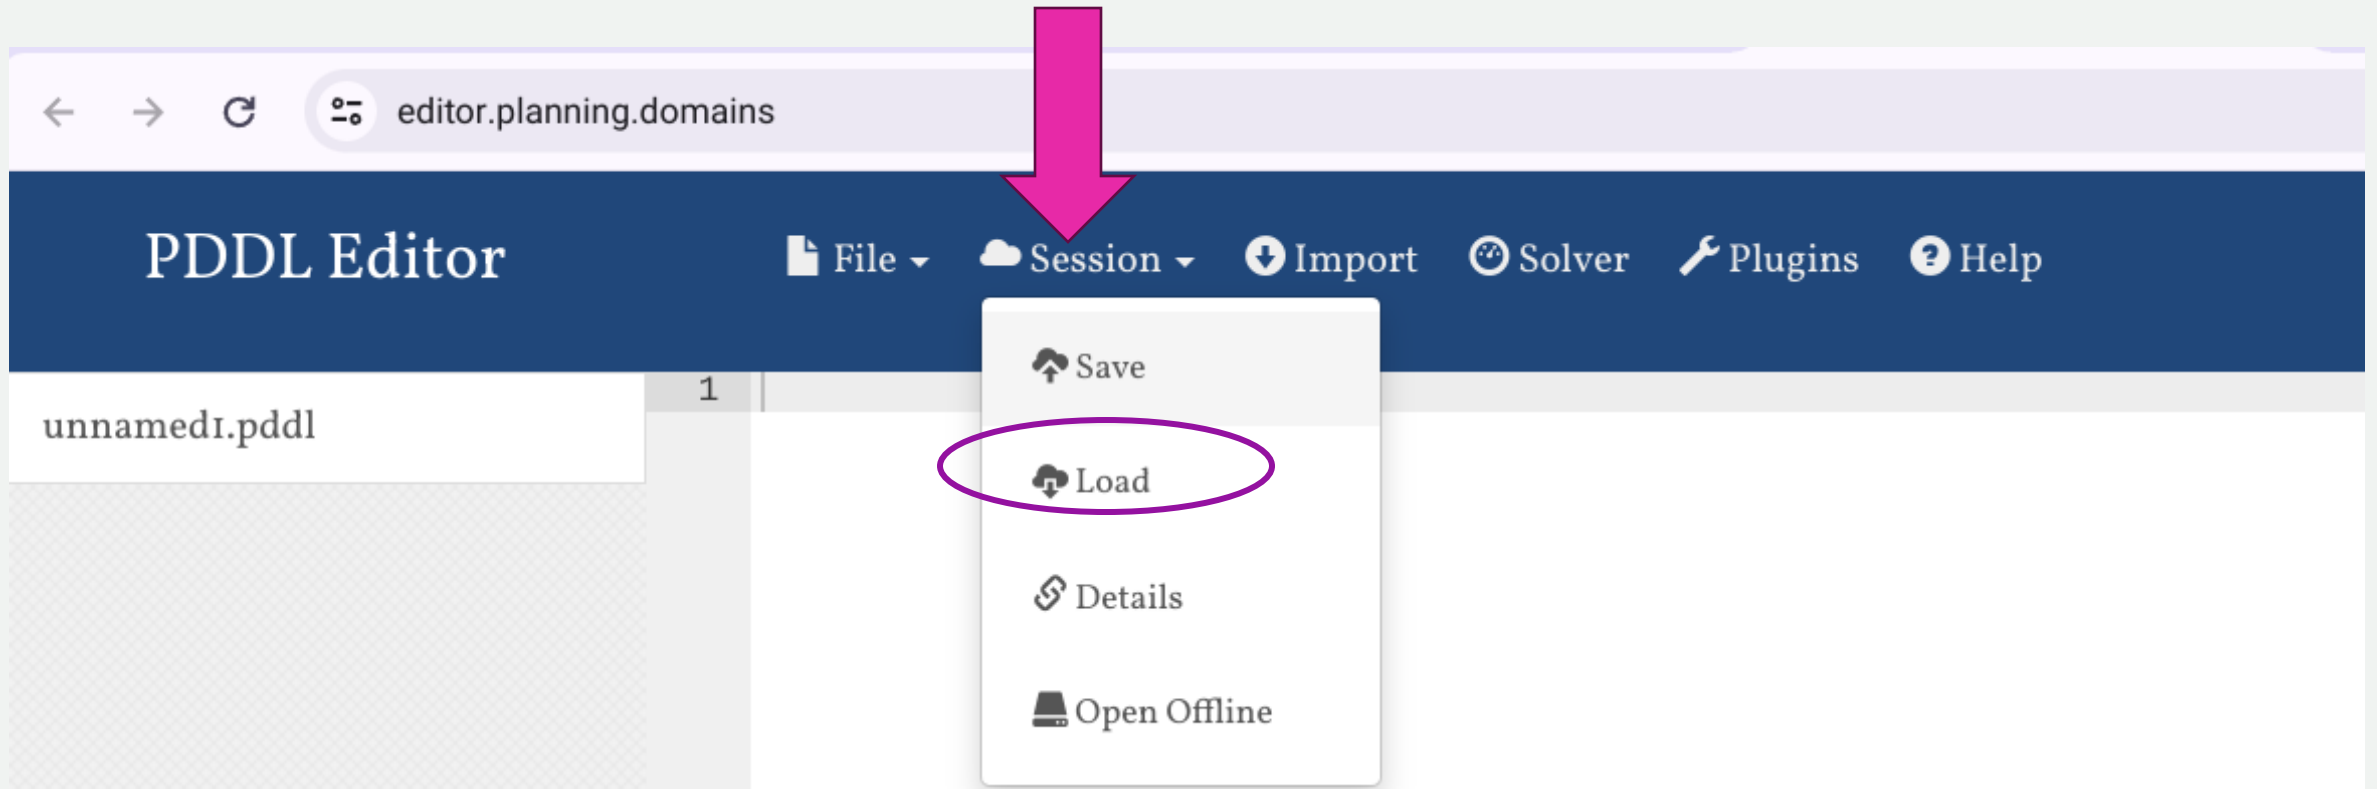 editor.planning.domains
PDDL Editor File Session Import Solver Plugins Help
unnamed1.pddl
1
Save
Load
Details
Open Offline